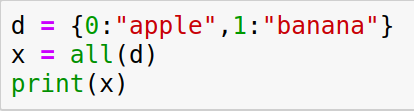 d = {0:"apple",1:"banana"}
x = all(d)
print(x)